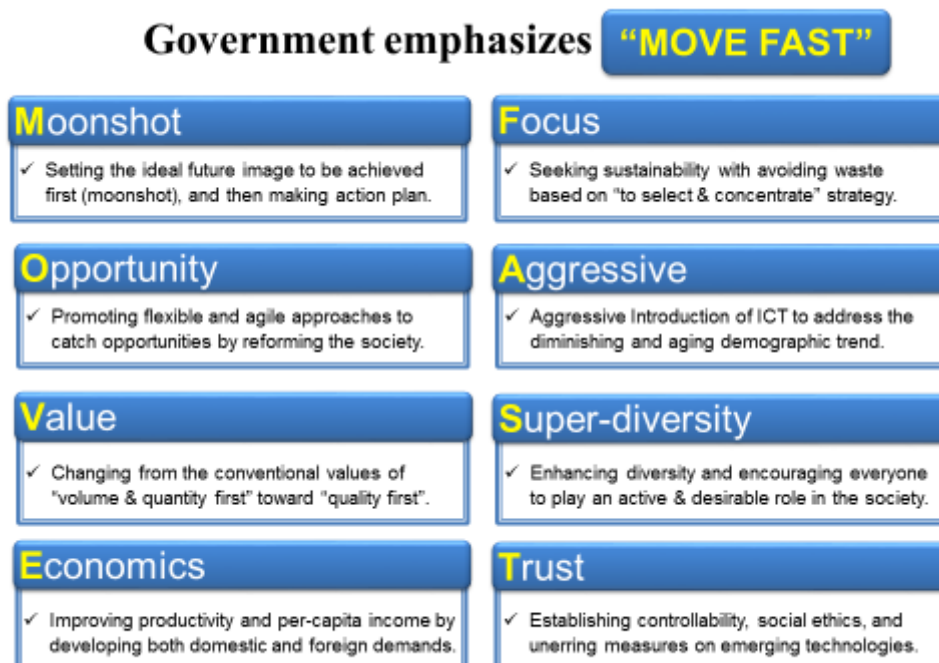 Government emphasizes “MOVE FAST”
Moonshot
✓ Setting the ideal future image to be achieved
first (moonshot), and then making action plan.
Opportunity
✓ Promoting flexible and agile approaches to
catch opportunities by reforming the society.
Value
✓ Changing from the conventional values of
“volume & quantity first” toward “quality first”.
Economics
✓ Improving productivity and per-capita income by
developing both domestic and foreign demands.
Focus
✓ Seeking sustainability with avoiding waste
based on “to select & concentrate” strategy.
Aggressive
✓ Aggressive Introduction of ICT to address the
diminishing and aging demographic trend.
Super-diversity
✓ Enhancing diversity and encouraging everyone
to play an active & desirable role in the society.
Trust
✓ Establishing controllability, social ethics, and
unerring measures on emerging technologies.